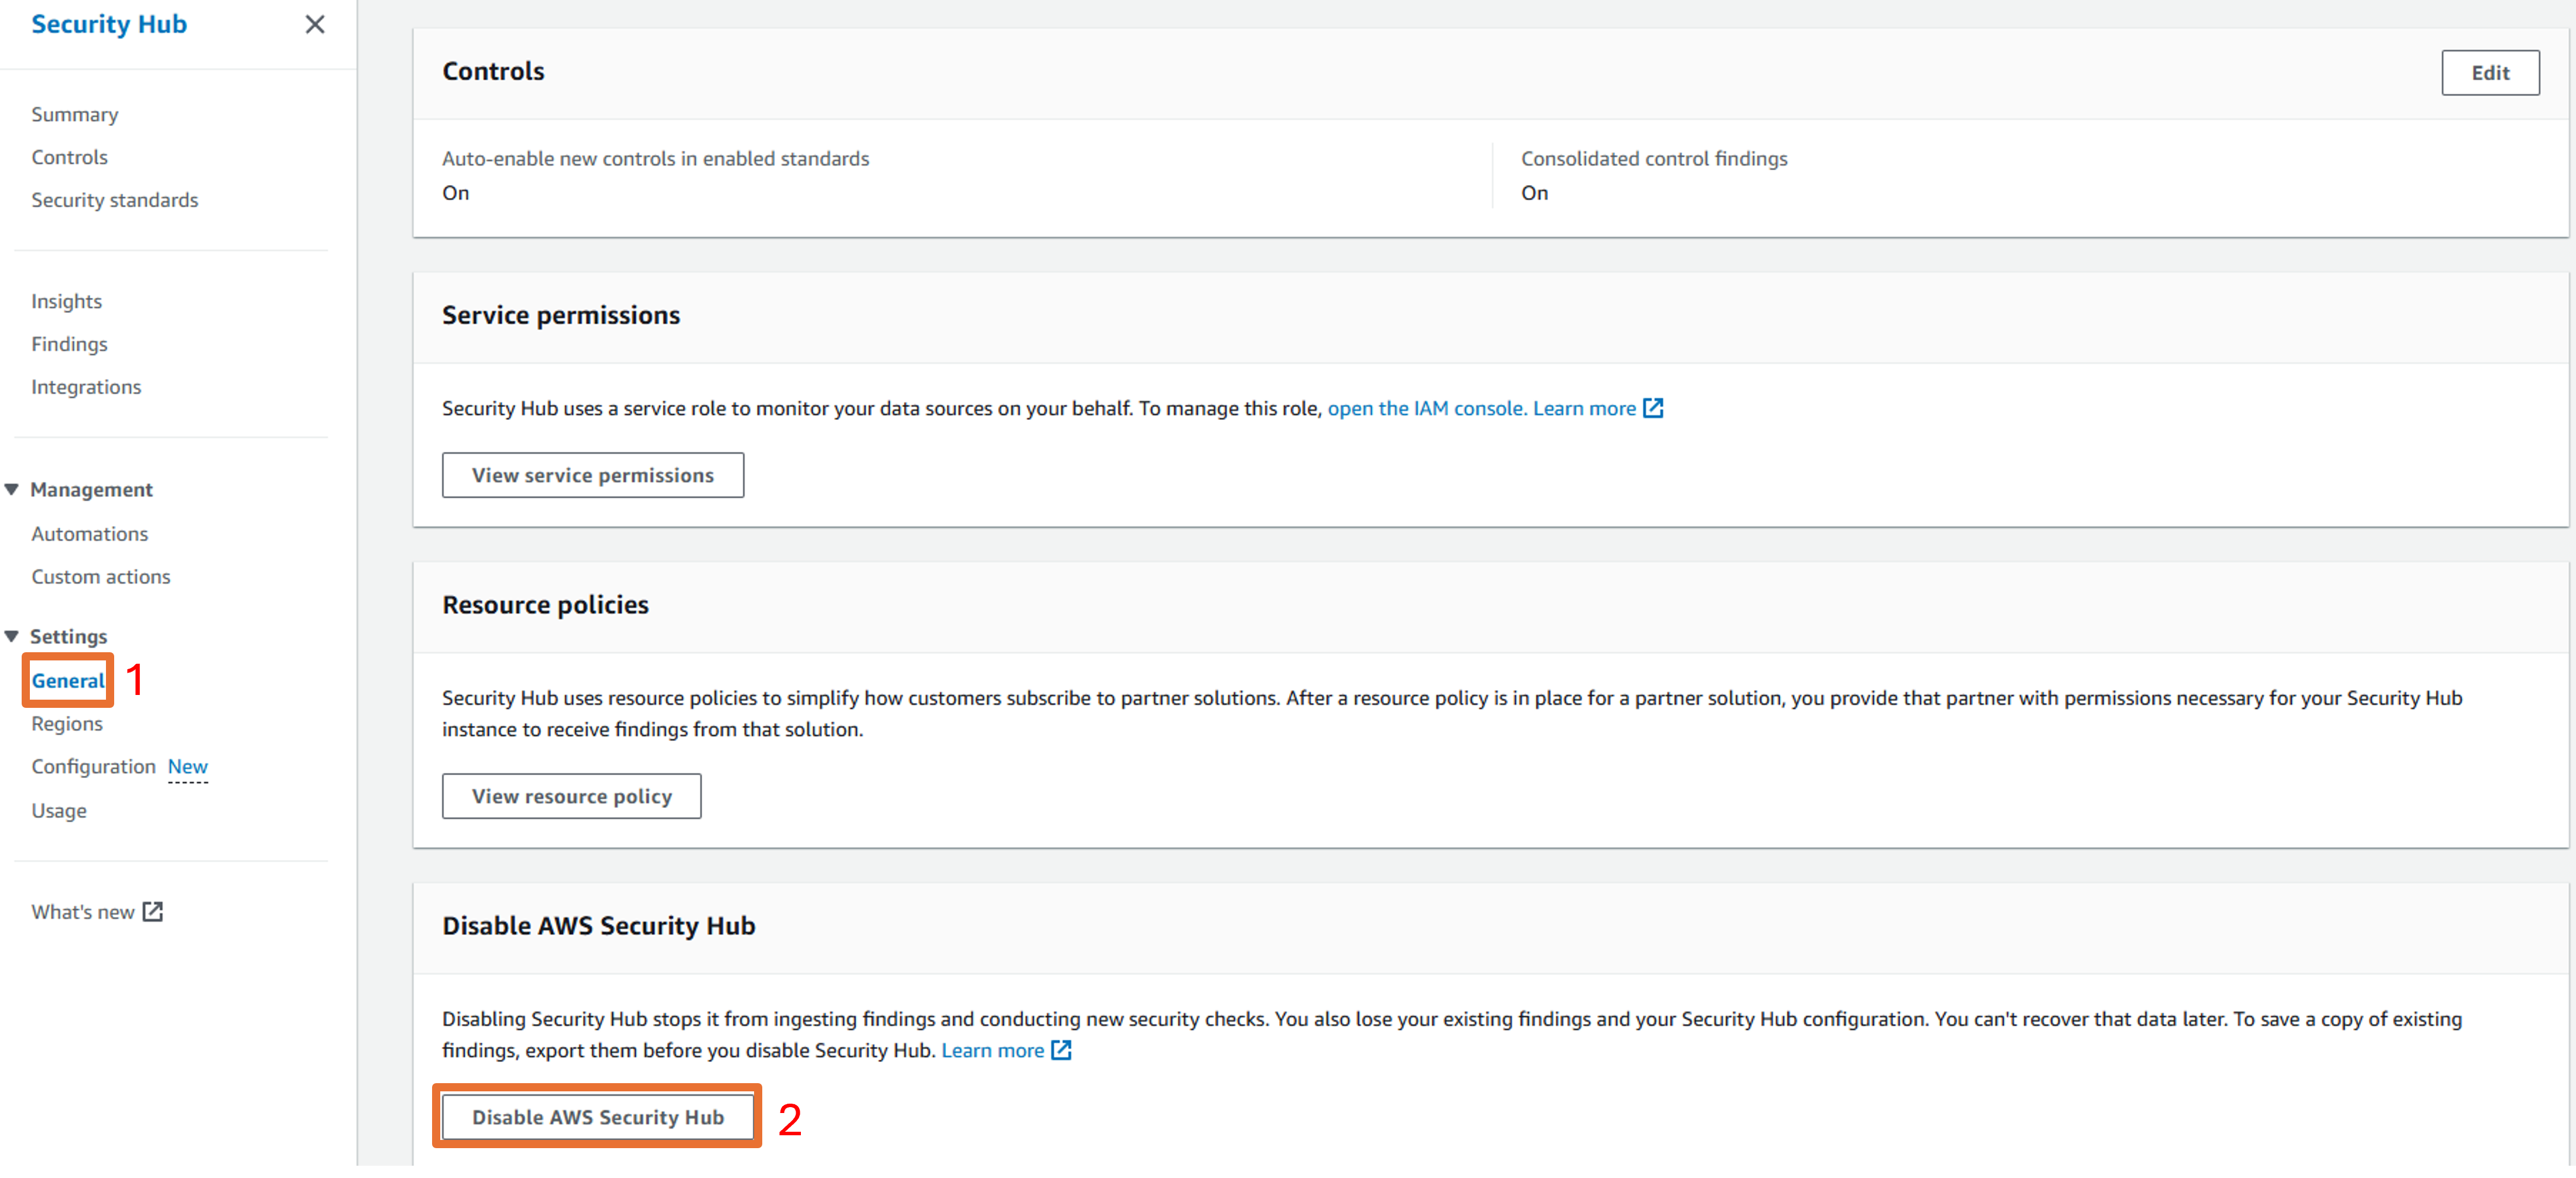 Security Hub
Summary
Controls
Security standards
Insights
Findings
Integrations
Management
Automations
Custom actions
Settings
General 1
Regions
Configuration New
Usage
What's new
Controls
Edit
Auto-enable new controls in enabled standards
On
Consolidated control findings
On
Service permissions
Security Hub uses a service role to monitor your data sources on your behalf. To manage this role, open the IAM console. Learn more
View service permissions
Resource policies
Security Hub uses resource policies to simplify how customers subscribe to partner solutions. After a resource policy is in place for a partner solution, you provide that partner with permissions necessary for your Security Hub
instance to receive findings from that solution.
View resource policy
Disable AWS Security Hub
Disabling Security Hub stops it from ingesting findings and conducting new security checks. You also lose your existing findings and your Security Hub configuration. You can't recover that data later. To save a copy of existing
findings, export them before you disable Security Hub. Learn more
Disable AWS Security Hub 2